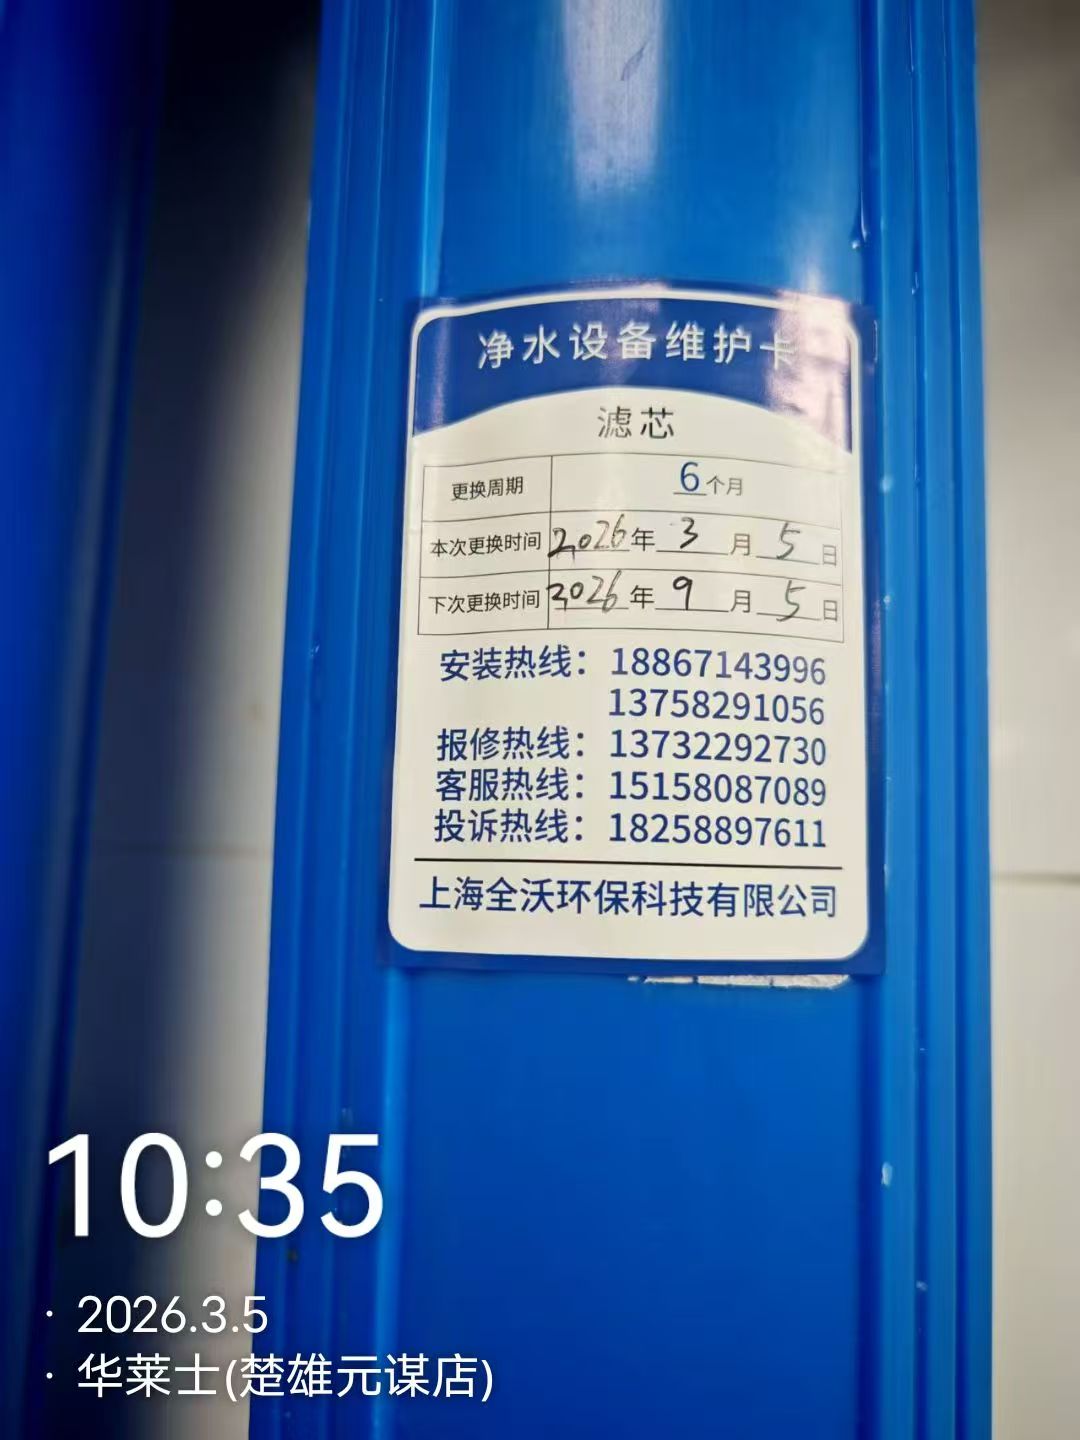 净水设备维护卡
滤芯
更换周期 6个月
本次更换时间 2026年3月5日
下次更换时间 2026年9月5日
安装热线：18867143996
13758291056
报修热线：13732292730
客服热线：15158087089
投诉热线：18258897611
上海全沃环保科技有限公司
10:35
· 2026.3.5
· 华莱士(楚雄元谋店)